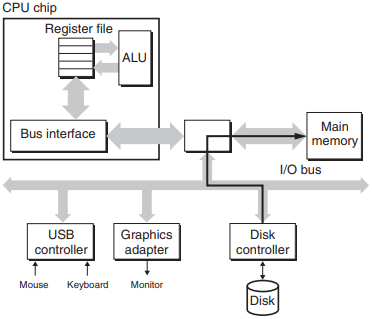 CPU chip
Register file
ALU
Bus interface
Main
memory
I/O bus
USB
controller
Graphics
adapter
Disk
controller
Mouse
Keyboard
Monitor
Disk